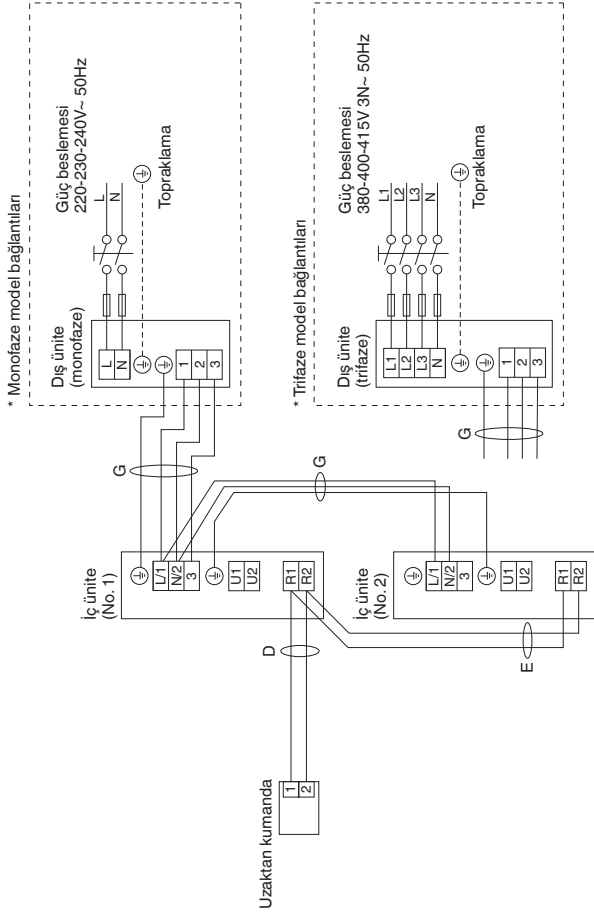 * Monofaze model bağlantıları
Güç beslemesi
220-230-240V~ 50Hz
L
N
Topraklama
Dış ünite
(monofaze)
L
N
1
2
3
G
* Trifaze model bağlantıları
Güç beslemesi
380-400-415V 3N~ 50Hz
L1
L2
L3
N
Topraklama
Dış ünite
(trifaze)
L1
L2
L3
N
1
2
3
G
İç ünite
(No. 1)
L/1
N/2
3
U1
U2
R1
R2
G
D
İç ünite
(No. 2)
L/1
N/2
3
U1
U2
R1
R2
E
Uzaktan kumanda
1
2